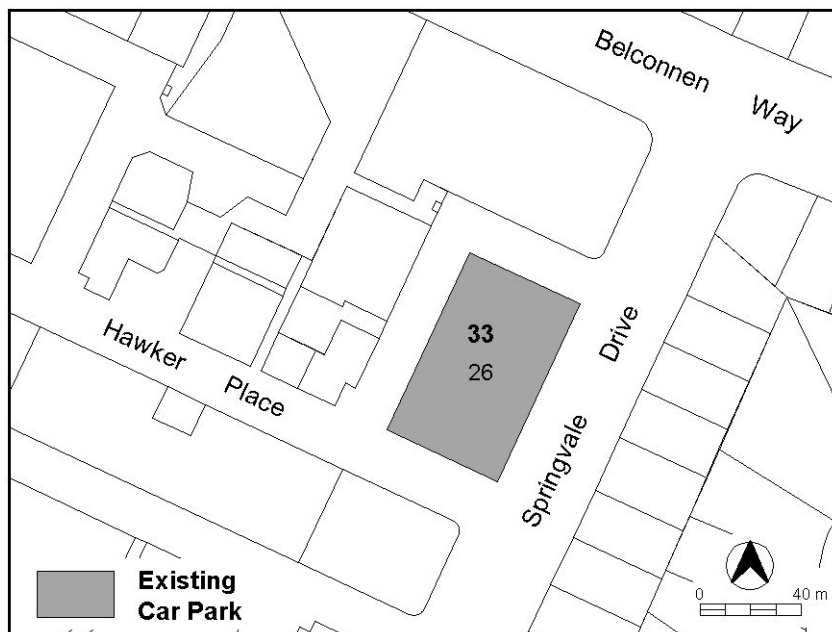 Belconnen
Way
33
26
Drive
Springvale
Hawker
Place
Existing
Car Park
0 40 m